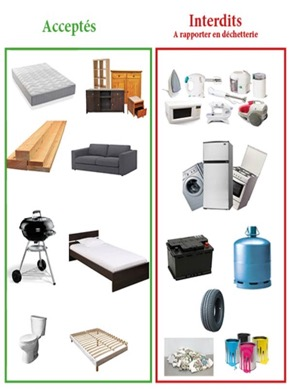 Acceptés
Interdits
A rapporter en déchetterie